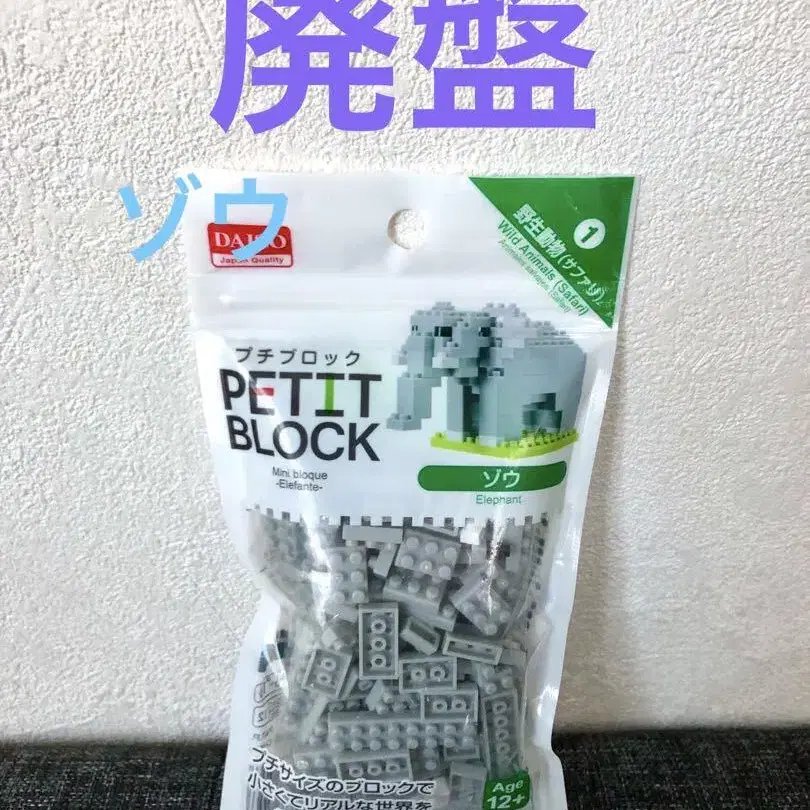 廃盤
ゾウ
DAISO
Japan Quality
1
野生動物(サファリ)
Wild Animals (Safari)
Animales salvajes (Safari)
プチブロック
PETIT
BLOCK
Mini bloque
-Elefante-
ゾウ
Elephant
プチサイズのブロックで
小さくてリアルな世界を
Age
12+